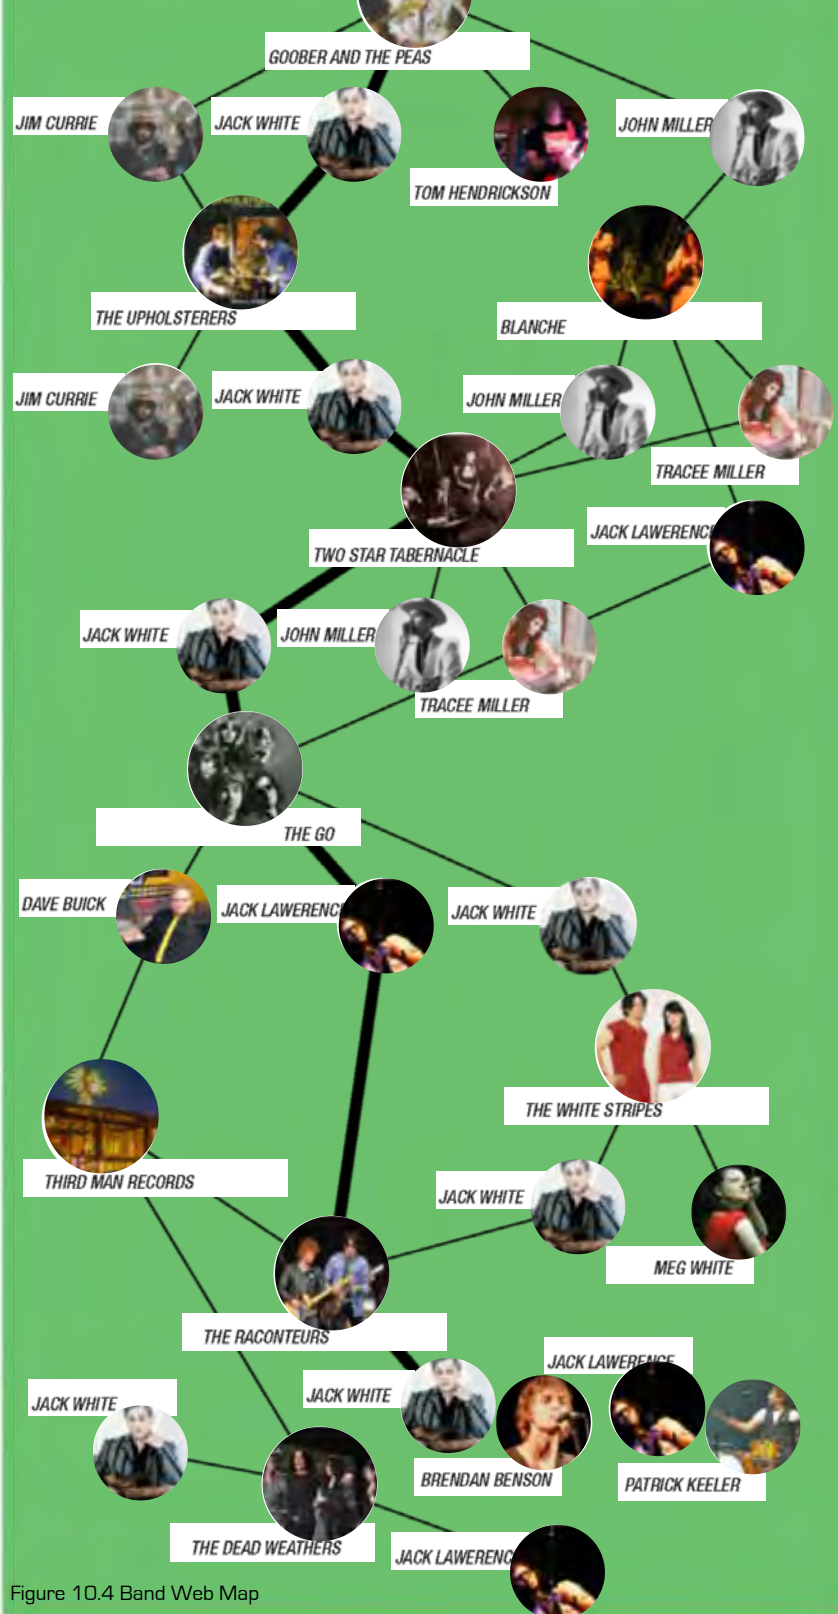 GOOBER AND THE PEAS
JIM CURRIE
JACK WHITE
JOHN MILLER
TOM HENDRICKSON
THE UPHOLSTERERS
BLANCHE
JIM CURRIE
JACK WHITE
JOHN MILLER
TRACEE MILLER
JACK LAWERENCE
TWO STAR TABERNACLE
JACK WHITE
JOHN MILLER
TRACEE MILLER
THE GO
DAVE BUICK
JACK LAWERENC
JACK WHITE
THE WHITE STRIPES
THIRD MAN RECORDS
JACK WHITE
MEG WHITE
THE RACONTEURS
JACK LAWERENCE
JACK WHITE
JACK WHITE
BRENDAN BENSON
PATRICK KEELER
THE DEAD WEATHERS
JACK LAWERENC
Figure 10.4 Band Web Map